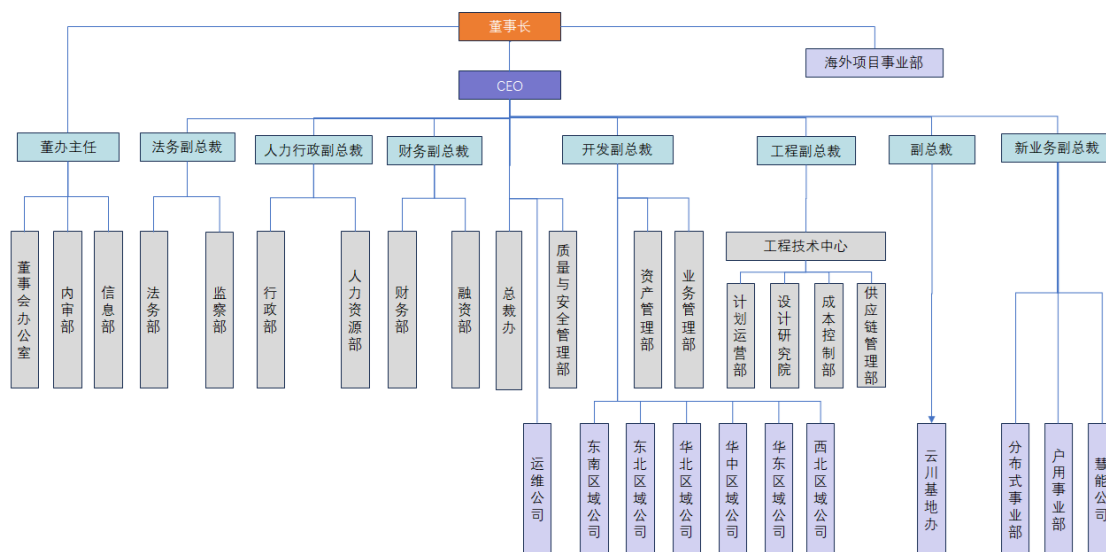 董事长
海外项目事业部
CEO
董办主任
法务副总裁
人力行政副总裁
财务副总裁
开发副总裁
工程副总裁
副总裁
新业务副总裁
工程技术中心
董事会办公室
内审部
信息部
法务部
监察部
行政部
人力资源部
财务部
融资部
总裁办
质量与安全管理部
资产管理部
业务管理部
计划运营部
设计研究院
成本控制部
供应链管理部
运维公司
东南区域公司
东北区域公司
华北区域公司
华中区域公司
华东区域公司
西北区域公司
云川基地办
分布式事业部
户用事业部
慧能公司